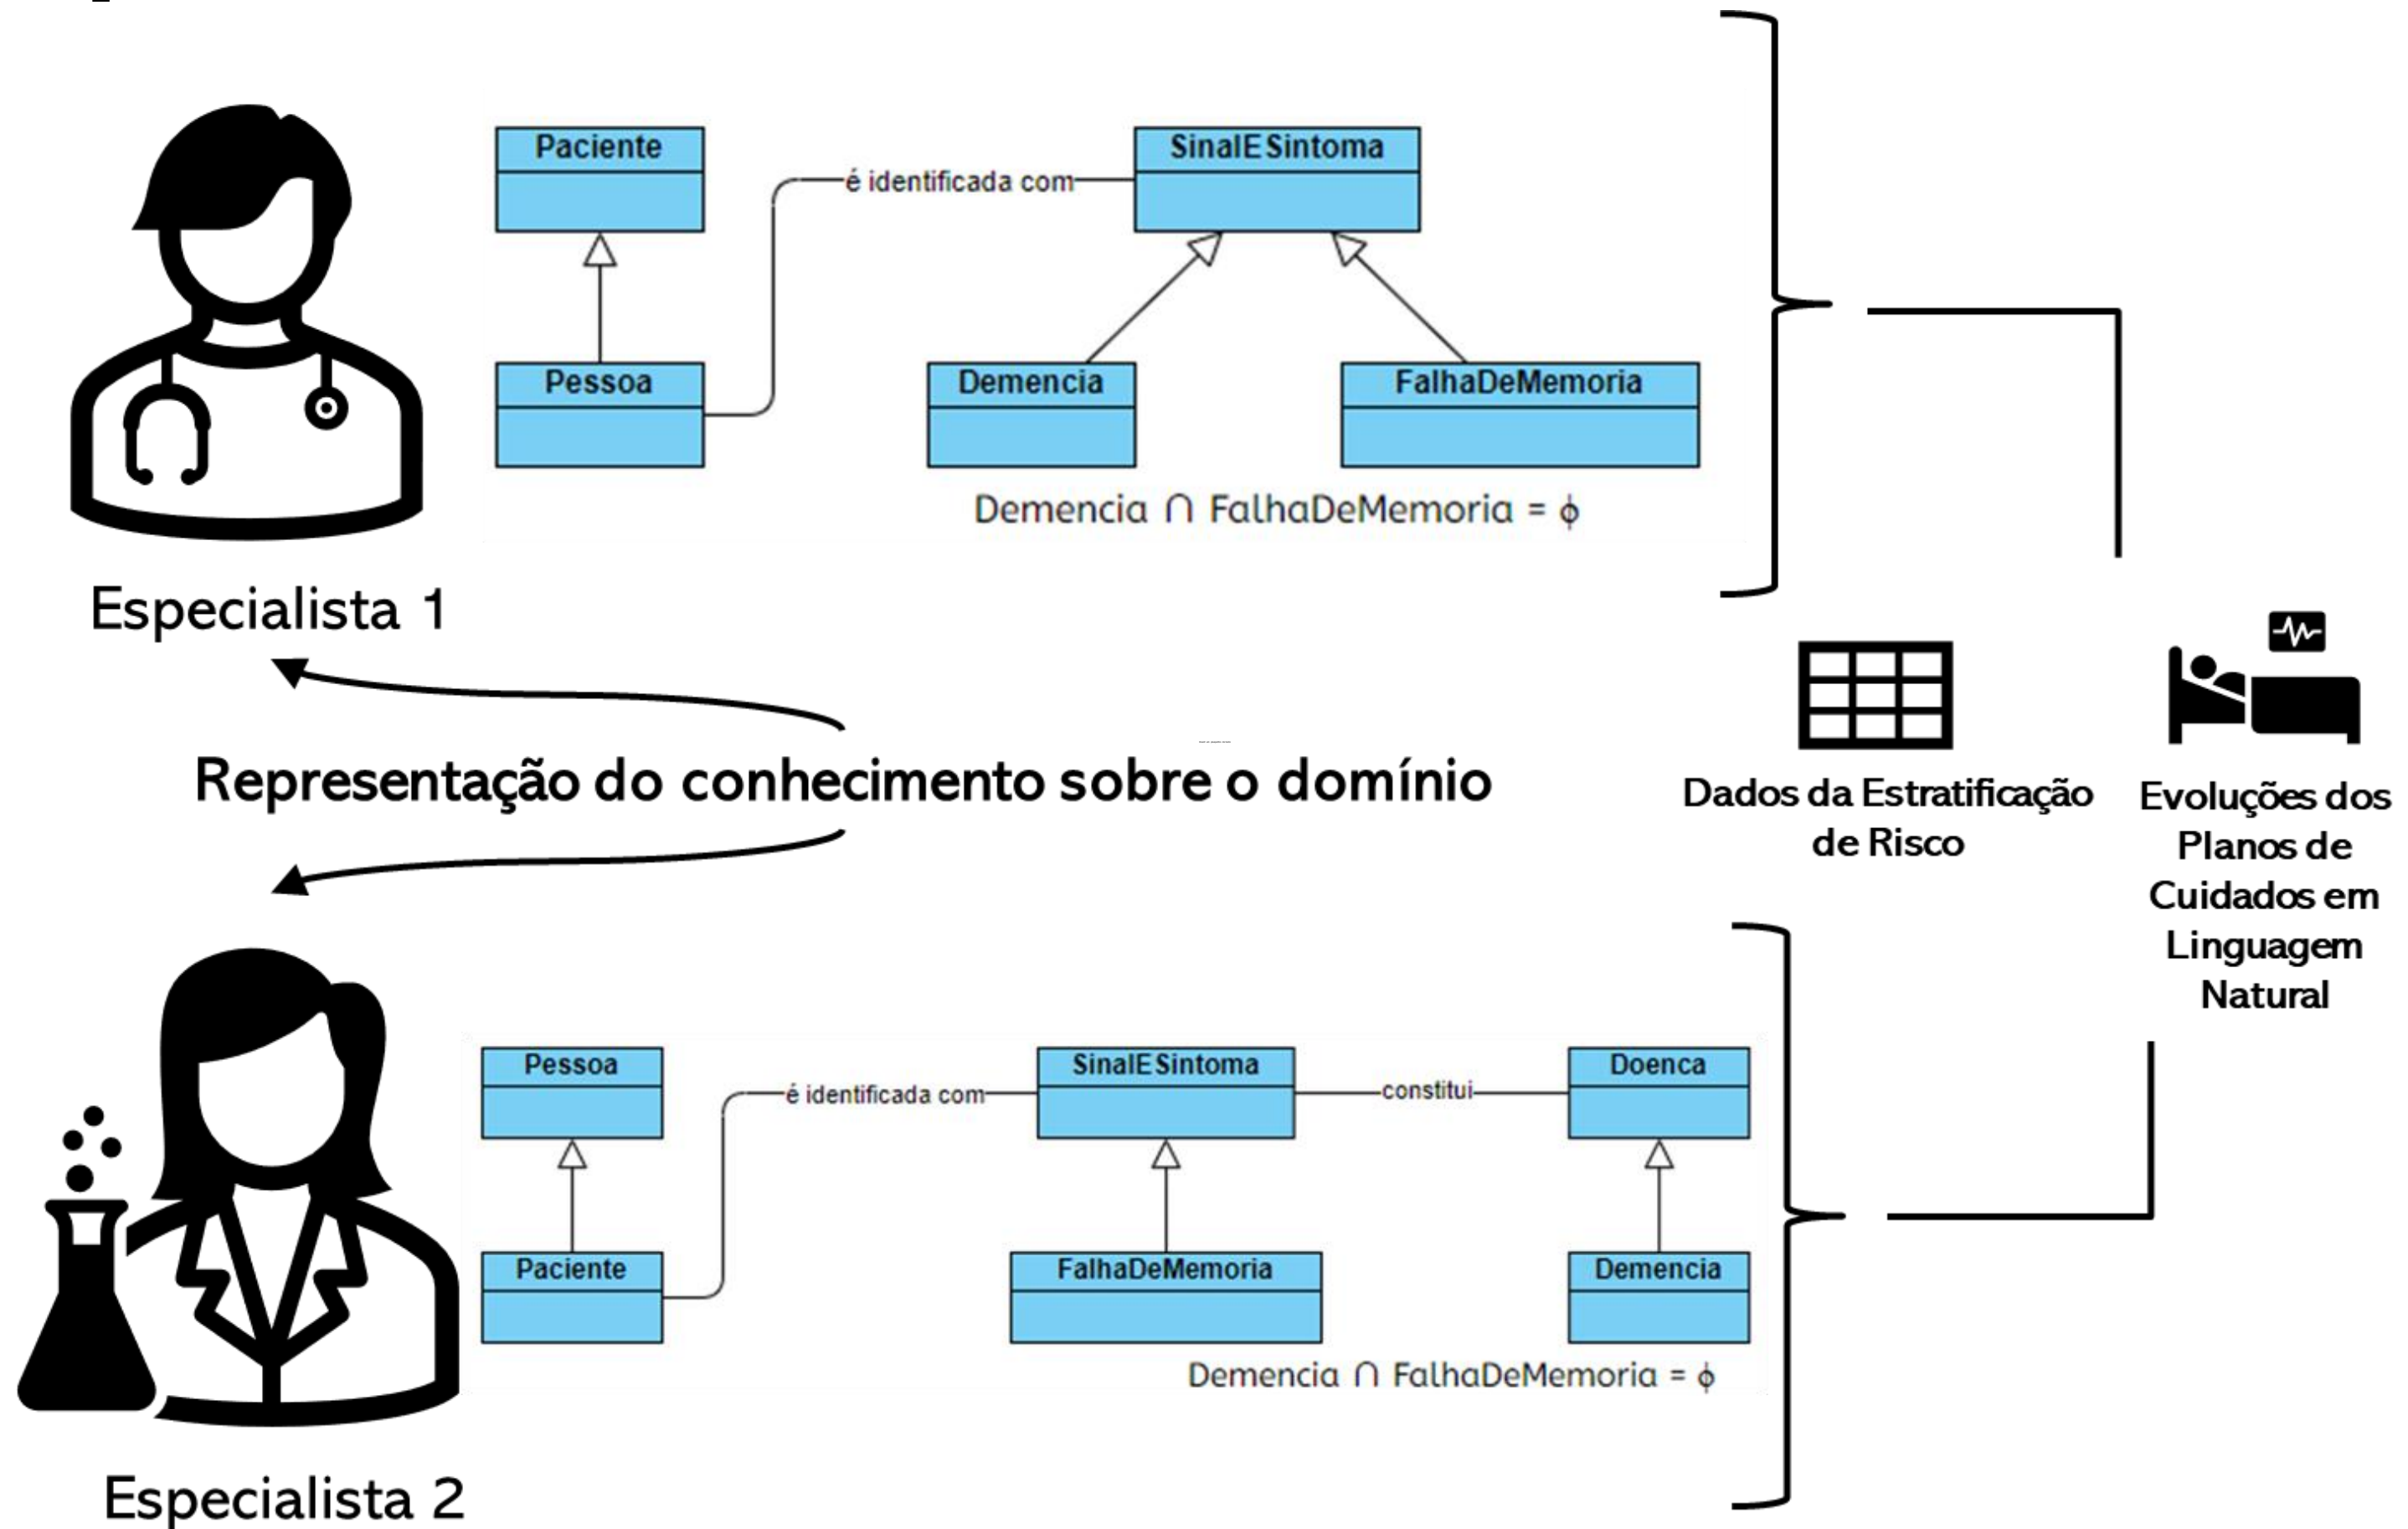 Paciente
SinalESintoma
é identificada com
Pessoa
Demencia
FalhaDeMemoria
Demencia ∩ FalhaDeMemoria = ϕ
Especialista 1
Representação do conhecimento sobre o domínio
Dados da Estratificação
de Risco
Evoluções dos
Planos de
Cuidados em
Linguagem
Natural
Pessoa
SinalESintoma
Doenca
é identificada com
constitui
Paciente
FalhaDeMemoria
Demencia
Demencia ∩ FalhaDeMemoria = ϕ
Especialista 2